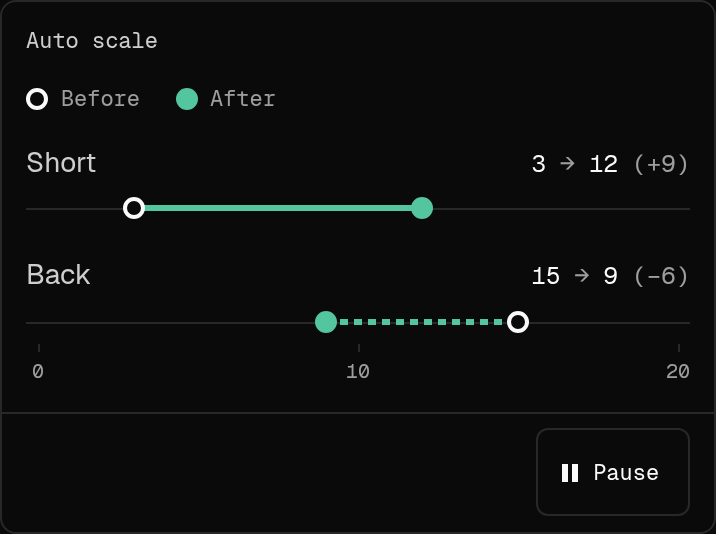 Auto scale
Before After
Short 3 → 12 (+9)
Back 15 → 9 (−6)
0 10 20
Pause